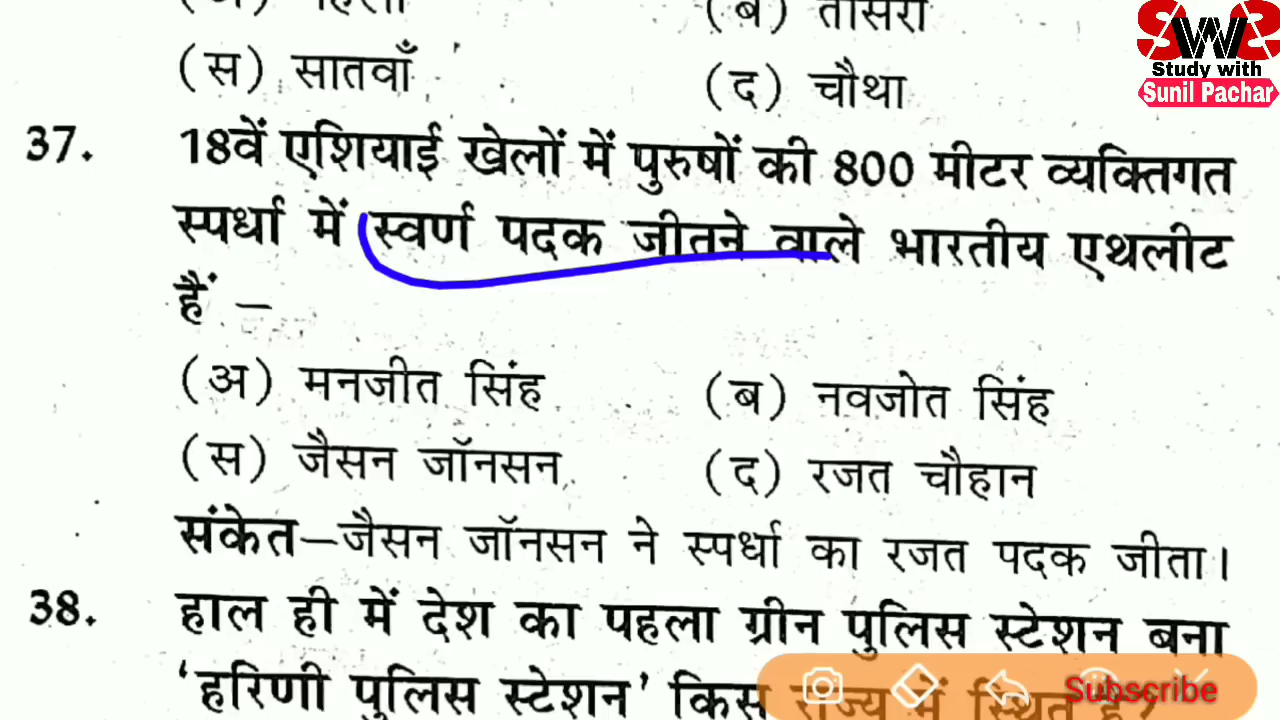 (ब) तीसरा
(स) सातवाँ (द) चौथा
37. 18वें एशियाई खेलों में पुरुषों की 800 मीटर व्यक्तिगत
स्पर्धा में स्वर्ण पदक जीतने वाले भारतीय एथलीट
हैं –
(अ) मनजीत सिंह (ब) नवजोत सिंह
(स) जैसन जॉनसन (द) रजत चौहान
संकेत–जैसन जॉनसन ने स्पर्धा का रजत पदक जीता।
38. हाल ही में देश का पहला ग्रीन पुलिस स्टेशन बना
'हरिणी पुलिस स्टेशन' किस राज्य में स्थित है?
SWS
Study with
Sunil Pachar
Subscribe